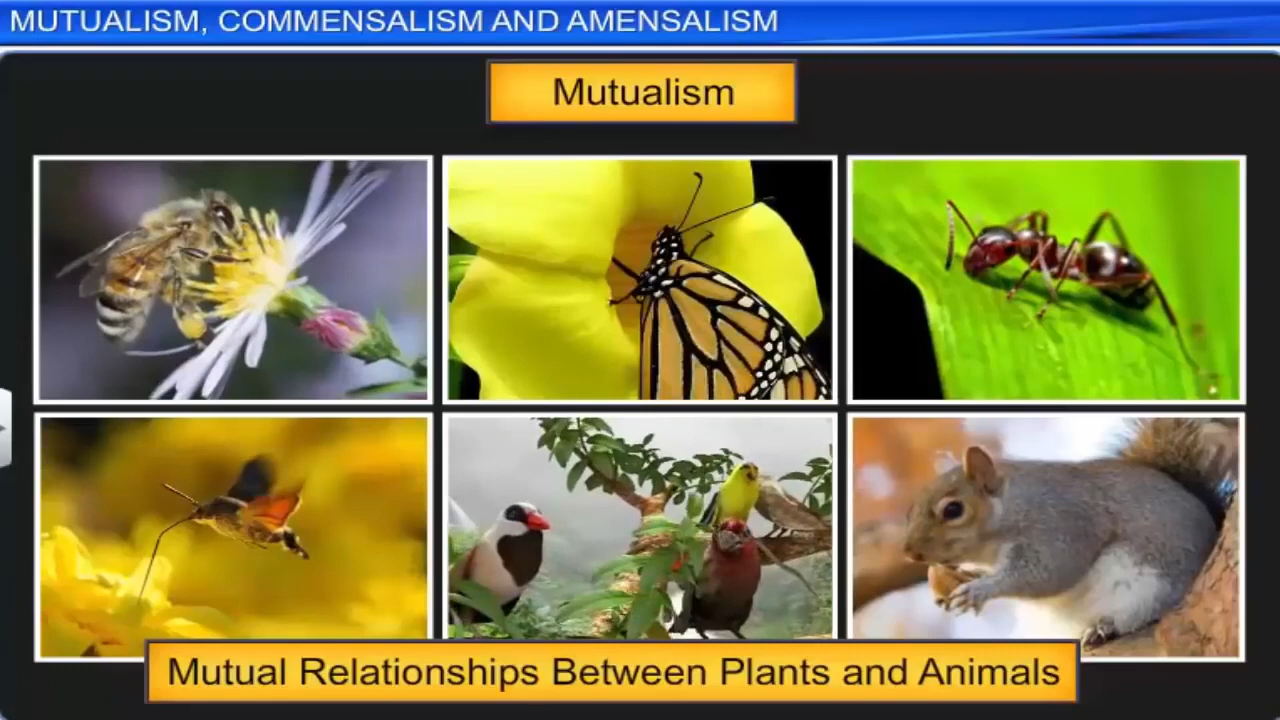 MUTUALISM, COMMENSALISM AND AMENSALISM
Mutualism
Mutual Relationships Between Plants and Animals